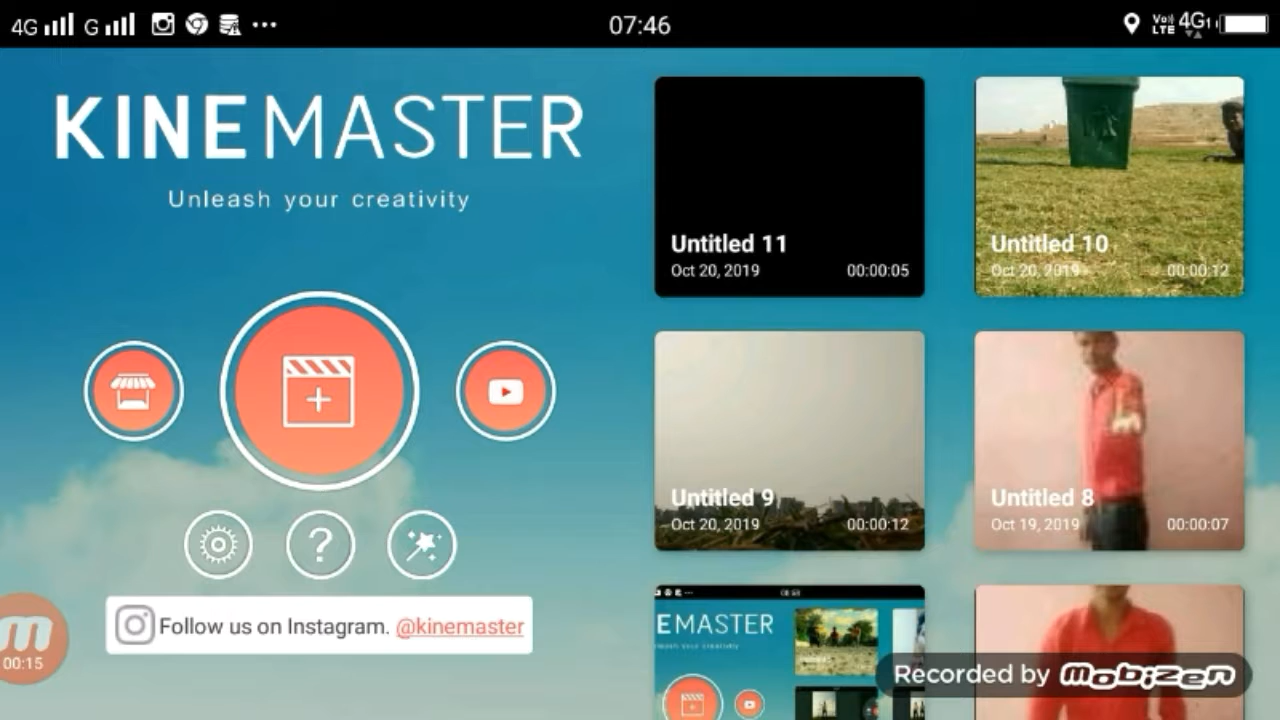 4G G 07:46 VoLTE 4G
KINEMASTER
Unleash your creativity
Untitled 11
Oct 20, 2019 00:00:05
Untitled 10
Oct 20, 2019 00:00:12
Untitled 9
Oct 20, 2019 00:00:12
Untitled 8
Oct 19, 2019 00:00:07
Follow us on Instagram. @kinemaster
00:15
EMASTER
Recorded by mobizen